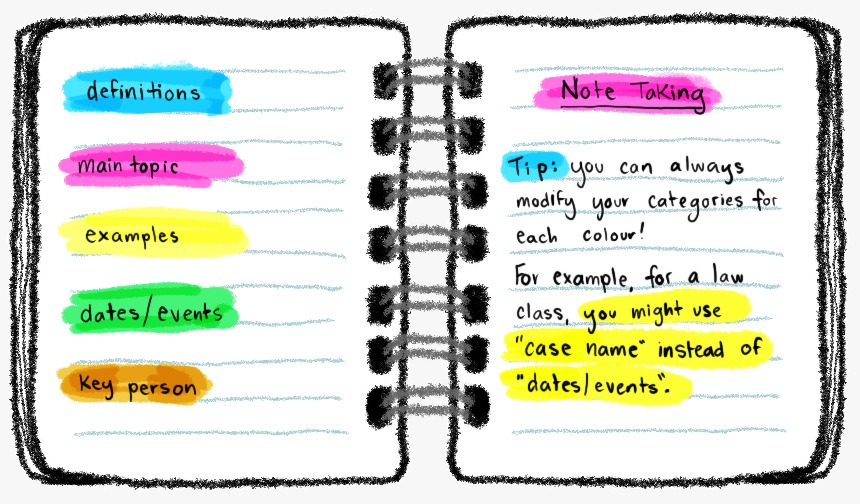 definitions
main topic
examples
dates/events
Key person
Note Taking
Tip: you can always
modify your categories for
each colour!
For example, for a law
class, you might use
"case name" instead of
"dates/events".